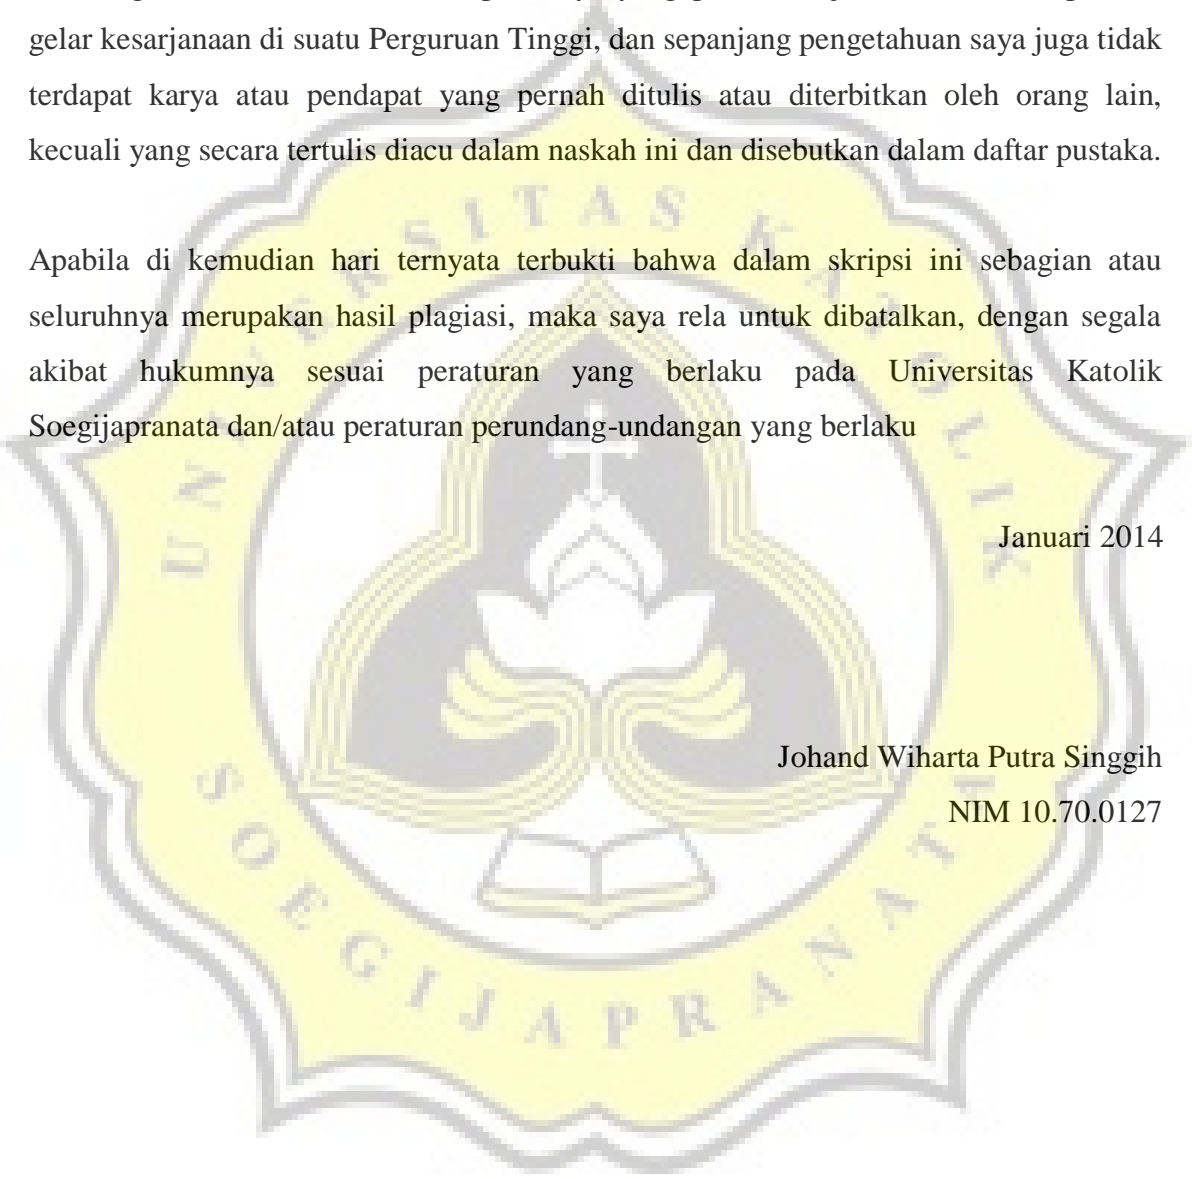 gelar kesarjanaan di suatu Perguruan Tinggi, dan sepanjang pengetahuan saya juga tidak
terdapat karya atau pendapat yang pernah ditulis atau diterbitkan oleh orang lain,
kecuali yang secara tertulis diacu dalam naskah ini dan disebutkan dalam daftar pustaka.
Apabila di kemudian hari ternyata terbukti bahwa dalam skripsi ini sebagian atau
seluruhnya merupakan hasil plagiasi, maka saya rela untuk dibatalkan, dengan segala
akibat hukumnya sesuai peraturan yang berlaku pada Universitas Katolik
Soegijapranata dan/atau peraturan perundang-undangan yang berlaku
Januari 2014
Johand Wiharta Putra Singgih
NIM 10.70.0127
UNIVERSITAS KATOLIK
SOEGIJAPRANATA